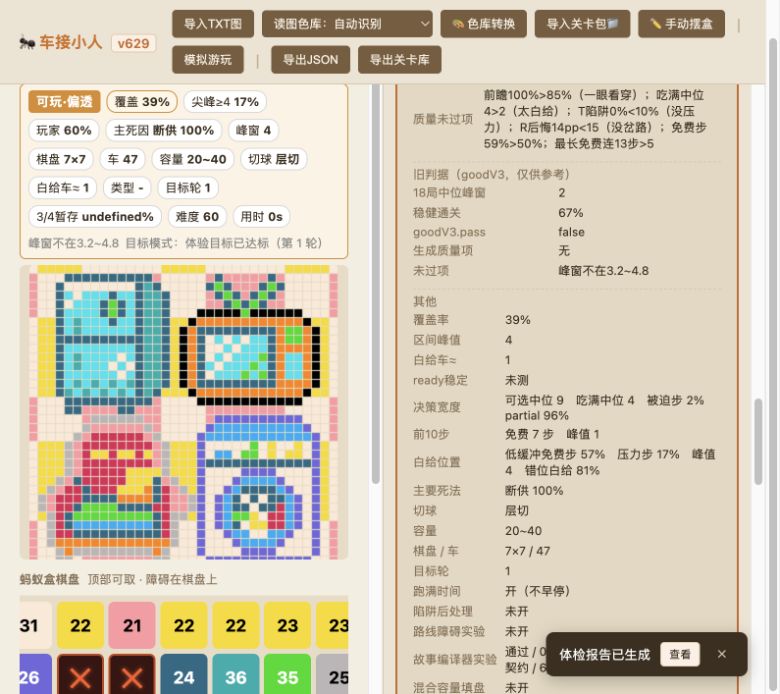 🐜 车接小人 v629
导入TXT图 读图色库：自动识别 🎨 色库转换 导入关卡包📁 ✏️ 手动摆盒 |
模拟游玩 | 导出JSON 导出关卡库
可玩·偏透 覆盖 39% 尖峰≥4 17%
玩家 60% 主死因 断供 100% 峰窗 4
棋盘 7×7 车 47 容量 20~40 切球 层切
白给车≈ 1 类型 - 目标轮 1
3/4暂存 undefined% 难度 60 用时 0s
峰窗不在3.2~4.8 目标模式：体验目标已达标（第 1 轮）
蚂蚁盒棋盘 顶部可取 · 障碍在棋盘上
31 22 21 22 22 23 23
26 24 36 35 25
质量未过项
前瞻100%>85%（一眼看穿）；吃满中位
4>2（太白给）；T陷阱0%<10%（没压
力）；R后悔14pp<15（没岔路）；免费步
59%>50%；最长免费连13步>5
旧判据（goodV3，仅供参考）
18局中位峰窗 2
稳健通关 67%
goodV3.pass false
生成质量项 无
未过项 峰窗不在3.2~4.8
其他
覆盖率 39%
区间峰值 4
白给车≈ 1
ready稳定 未测
决策宽度 可选中位 9 吃满中位 4 被迫步 2%
partial 96%
前10步 免费 7 步 峰值 1
白给位置 低缓冲免费步 57% 压力步 17% 峰值
4 错位白给 81%
主要死法 断供 100%
切球 层切
容量 20~40
棋盘 / 车 7×7 / 47
目标轮 1
跑满时间 开（不早停）
陷阱后处理 未开
路线障碍实验 未开
故事编译器实验 通过 / 0
契约 / 6
混合容量填盘 未开
体检报告已生成 查看 ×